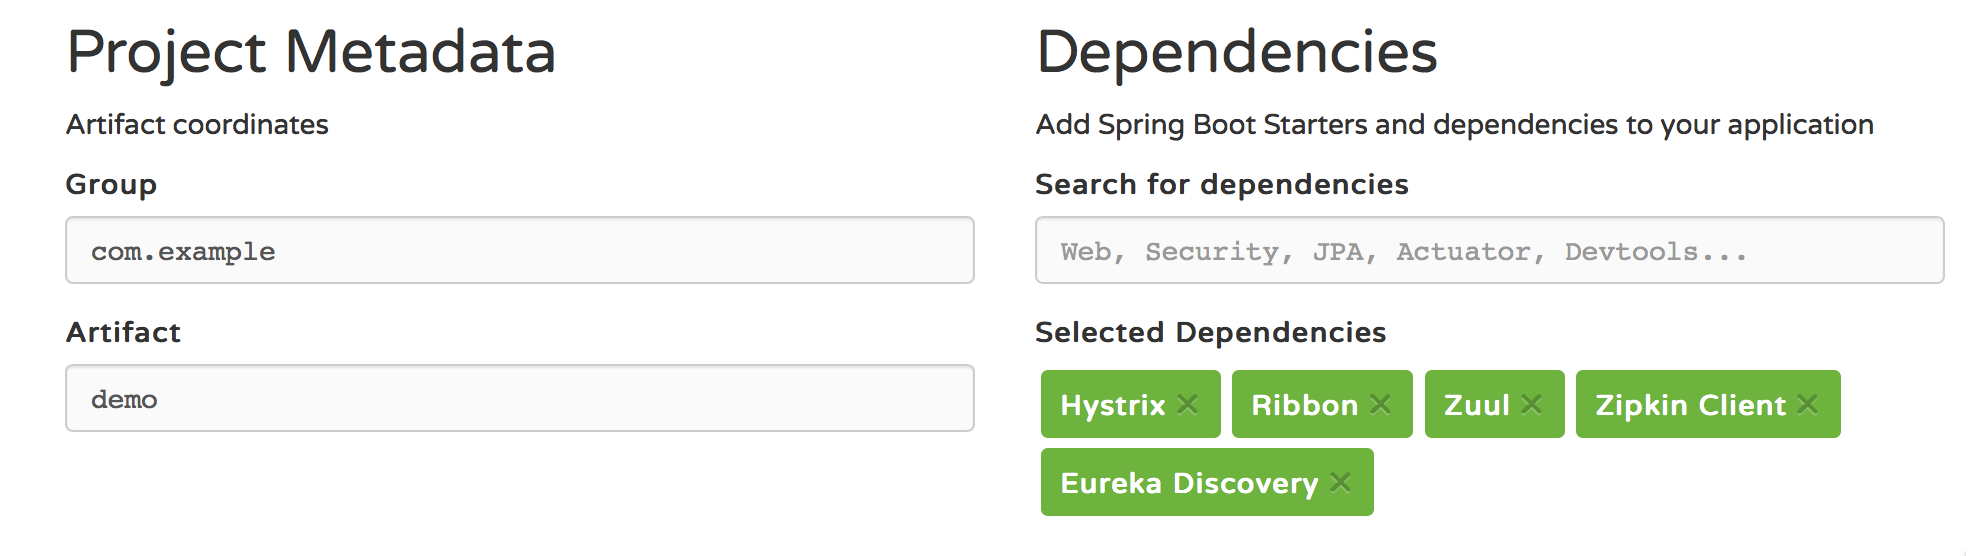 Project Metadata
Artifact coordinates
Group
com.example
Artifact
demo
Dependencies
Add Spring Boot Starters and dependencies to your application
Search for dependencies
Web, Security, JPA, Actuator, Devtools...
Selected Dependencies
Hystrix × Ribbon × Zuul × Zipkin Client ×
Eureka Discovery ×